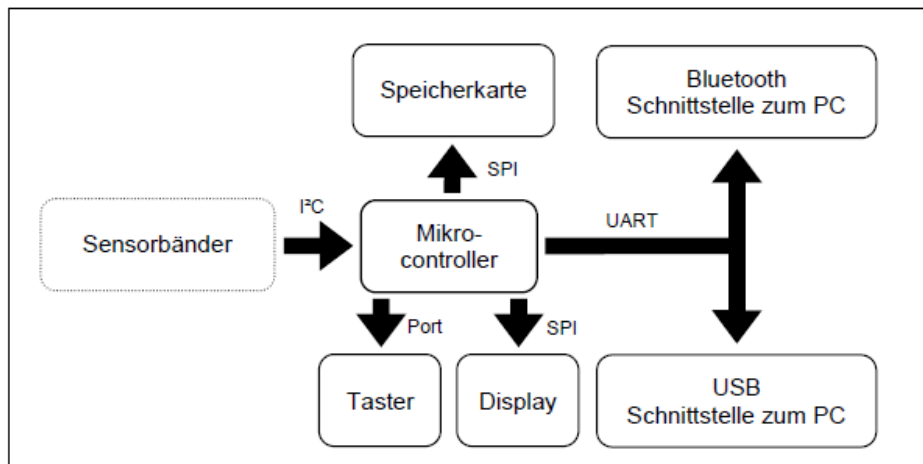 Speicherkarte
Bluetooth
Schnittstelle zum PC
SPI
I²C
UART
Sensorbänder
Mikro-
controller
Port
SPI
Taster
Display
USB
Schnittstelle zum PC